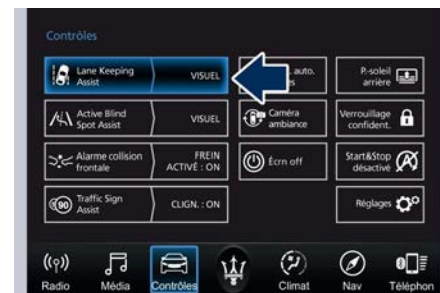 Contrôles
Lane Keeping
Assist
VISUEL
auto.
P.-soleil
arrière
Active Blind
Spot Assist
VISUEL
Caméra
ambiance
Verrouillage
confident.
Alarme collision
frontale
FREIN
ACTIVÉ : ON
Écrn off
Start&Stop
désactivé
90
Traffic Sign
Assist
CLIGN. : ON
Réglages
Radio
Média
Contrôles
Climat
Nav
Téléphon